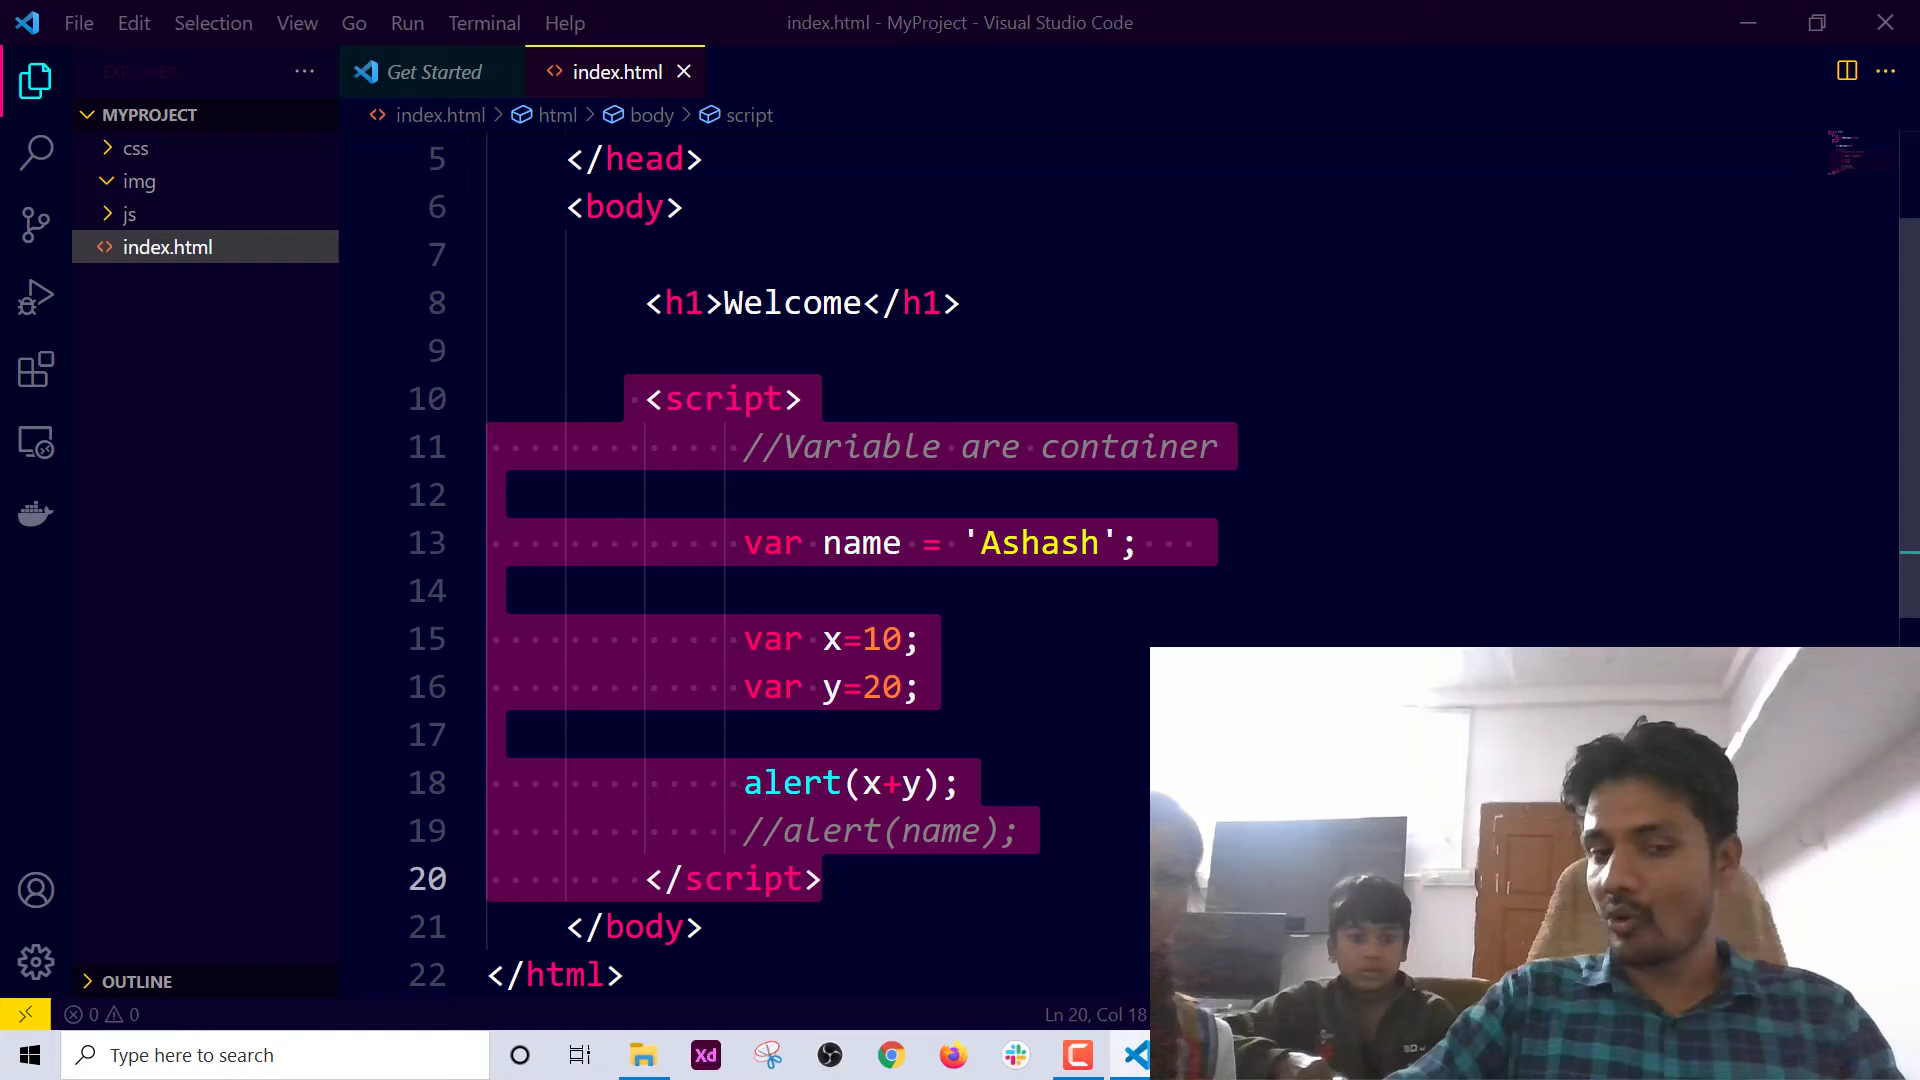 File Edit Selection View Go Run Terminal Help index.html - MyProject - Visual Studio Code
EXPLORER
Get Started
index.html
MYPROJECT
css
img
js
index.html
OUTLINE
index.html > html > body > script
5 </head>
6 <body>
7
8 <h1>Welcome</h1>
9
10 <script>
11 //Variable are container
12
13 var name = 'Ashash';
14
15 var x=10;
16 var y=20;
17
18 alert(x+y);
19 //alert(name);
20 </script>
21 </body>
22 </html>
0 0
Ln 20, Col 18
Type here to search
Xd